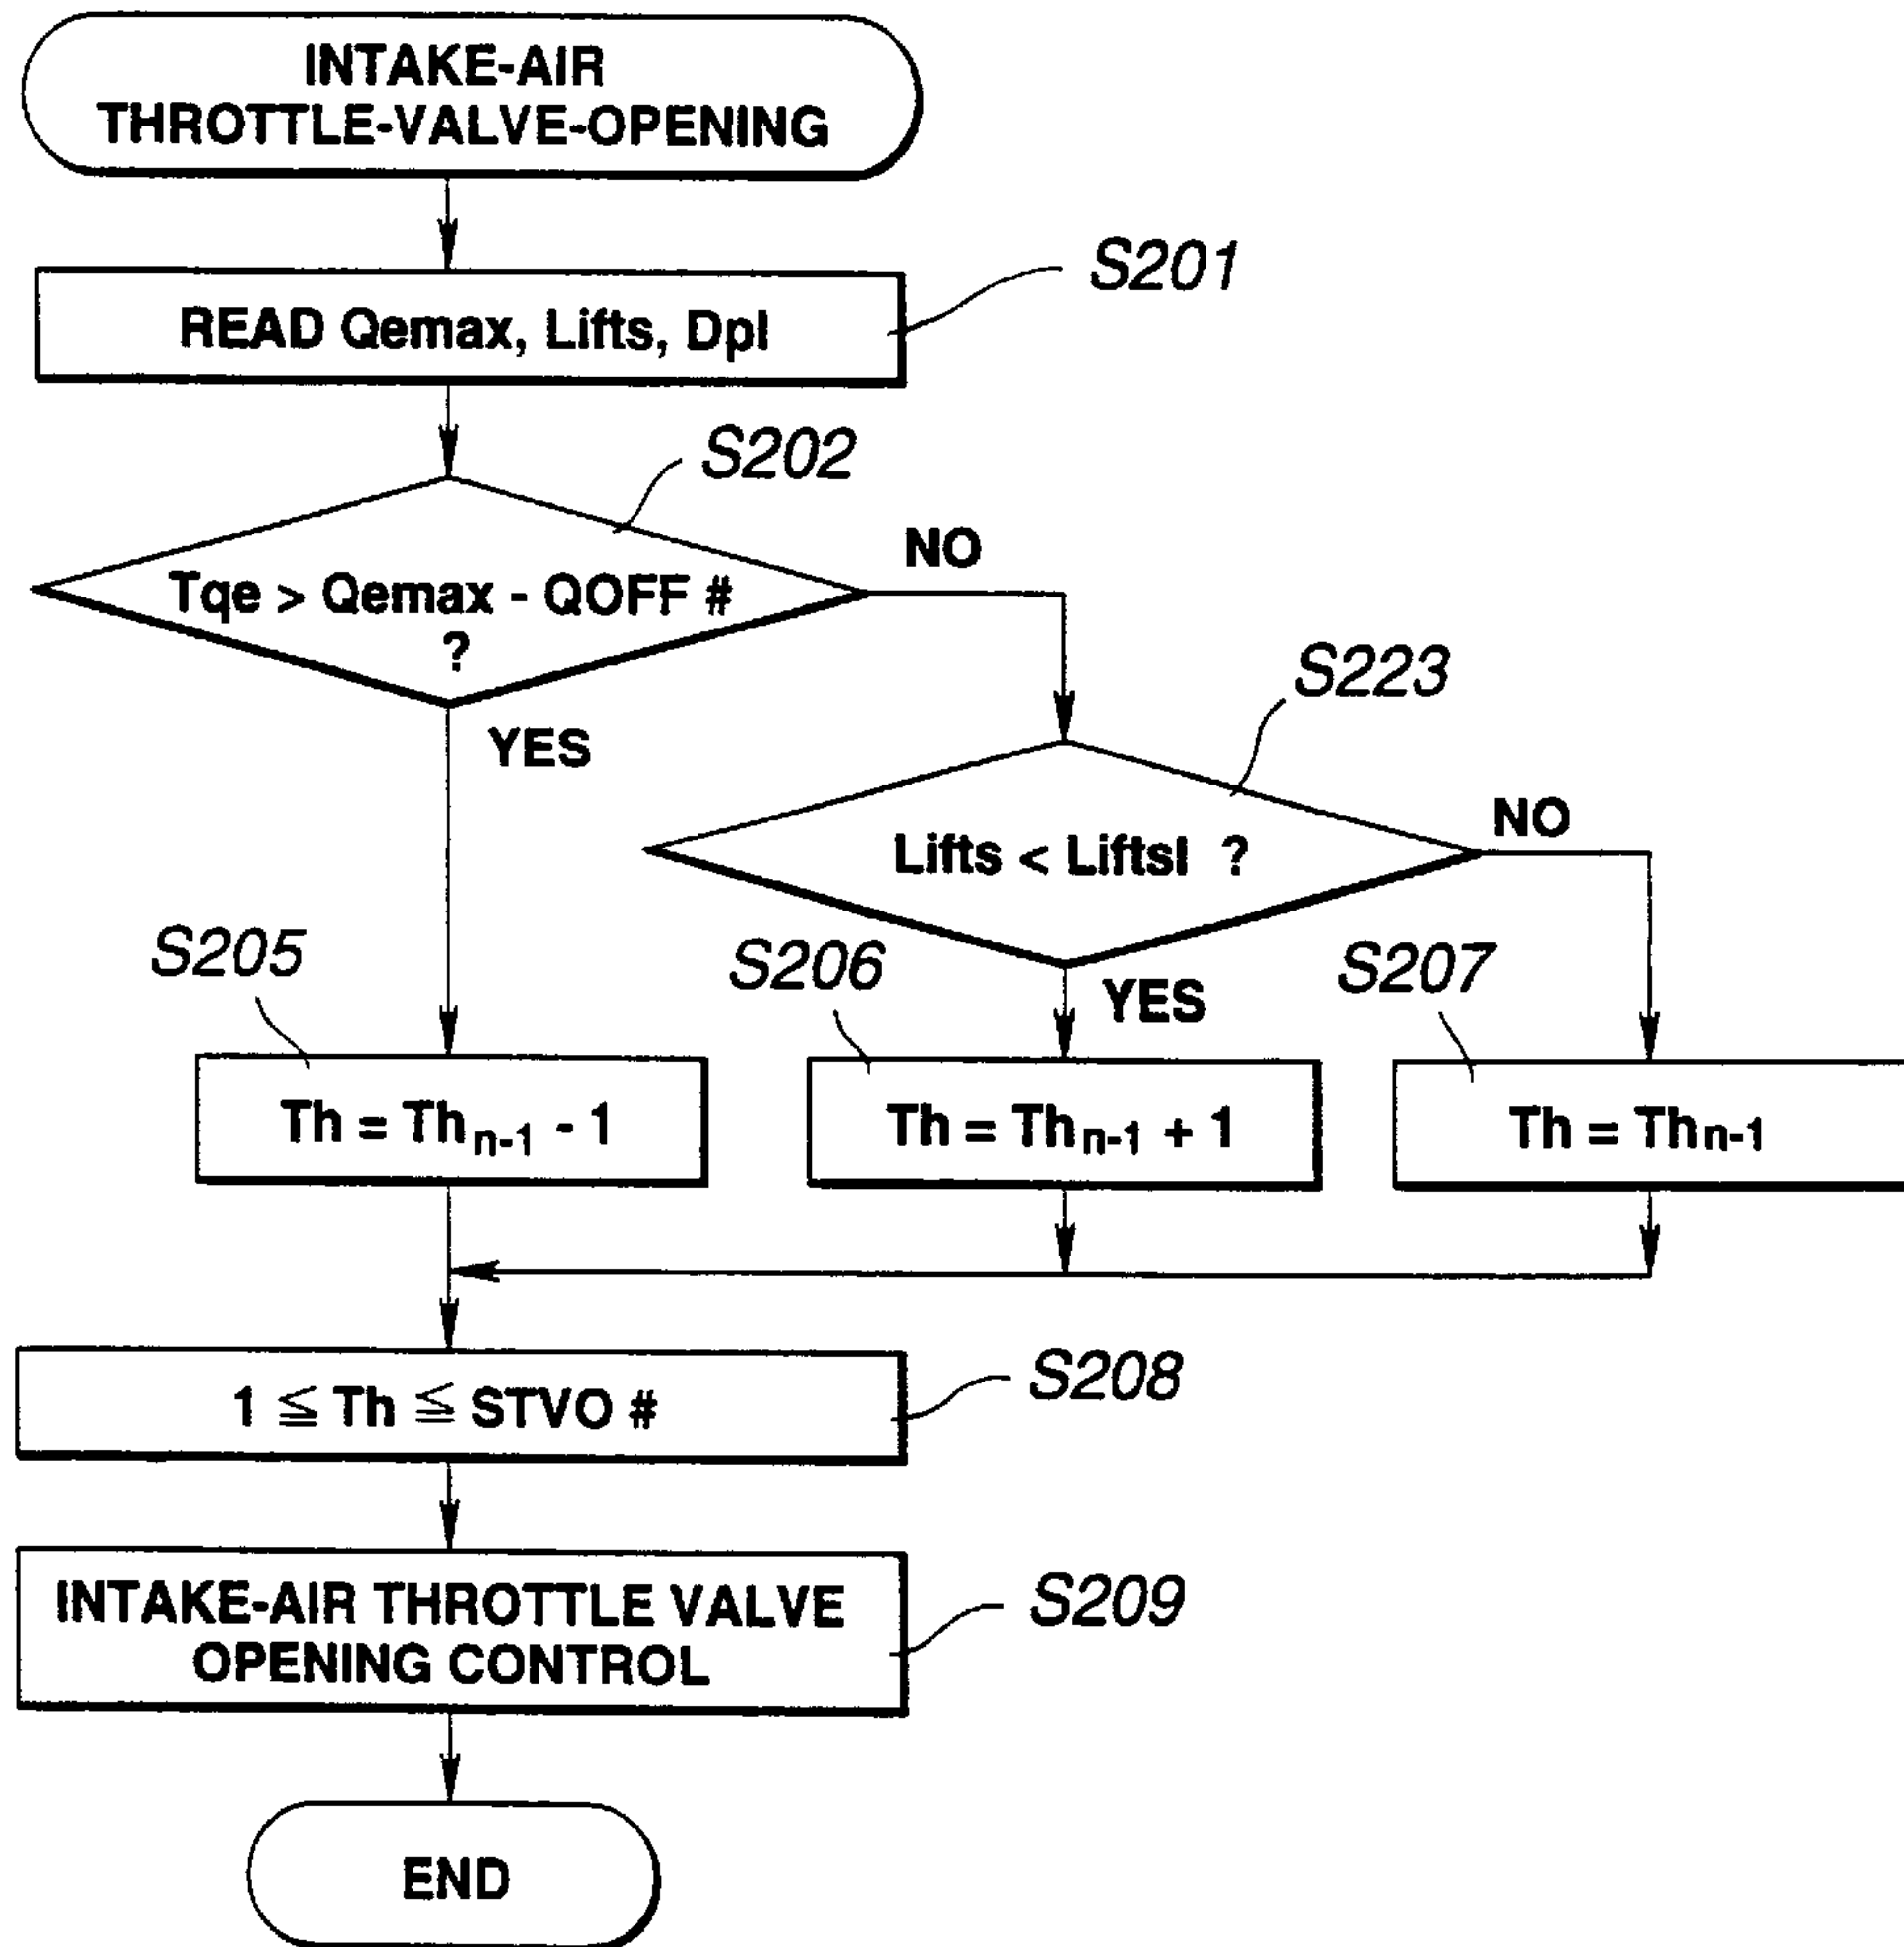 INTAKE-AIR
THROTTLE-VALVE-OPENING
S201
READ Qemax, Lifts, Dpl
S202
Tqe > Qemax - QOFF #
?
NO
YES
S223
Lifts < Liftsl ?
NO
YES
S205
Th = Thn-1 - 1
S206
Th = Thn-1 + 1
S207
Th = Thn-1
1 ≦ Th ≦ STVO #
S208
INTAKE-AIR THROTTLE VALVE
OPENING CONTROL
S209
END